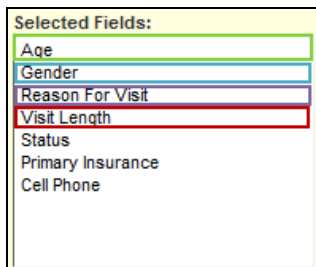 Selected Fields:
Age
Gender
Reason For Visit
Visit Length
Status
Primary Insurance
Cell Phone